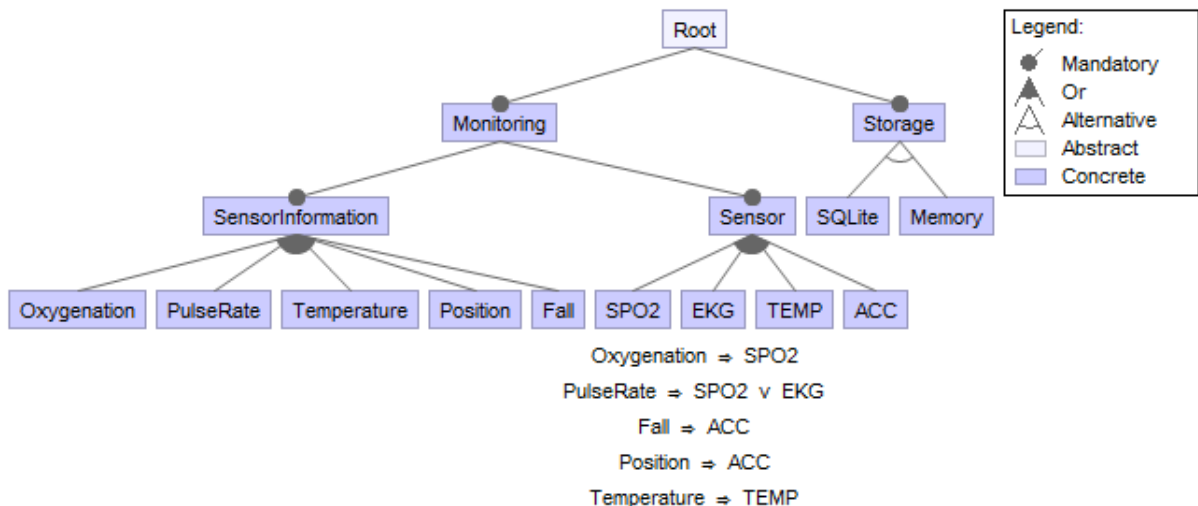 Root
Legend:
Mandatory
Or
Alternative
Abstract
Concrete
Monitoring
Storage
SensorInformation
Sensor
SQLite
Memory
Oxygenation
PulseRate
Temperature
Position
Fall
SPO2
EKG
TEMP
ACC
Oxygenation ⇒ SPO2
PulseRate ⇒ SPO2 v EKG
Fall ⇒ ACC
Position ⇒ ACC
Temperature ⇒ TEMP